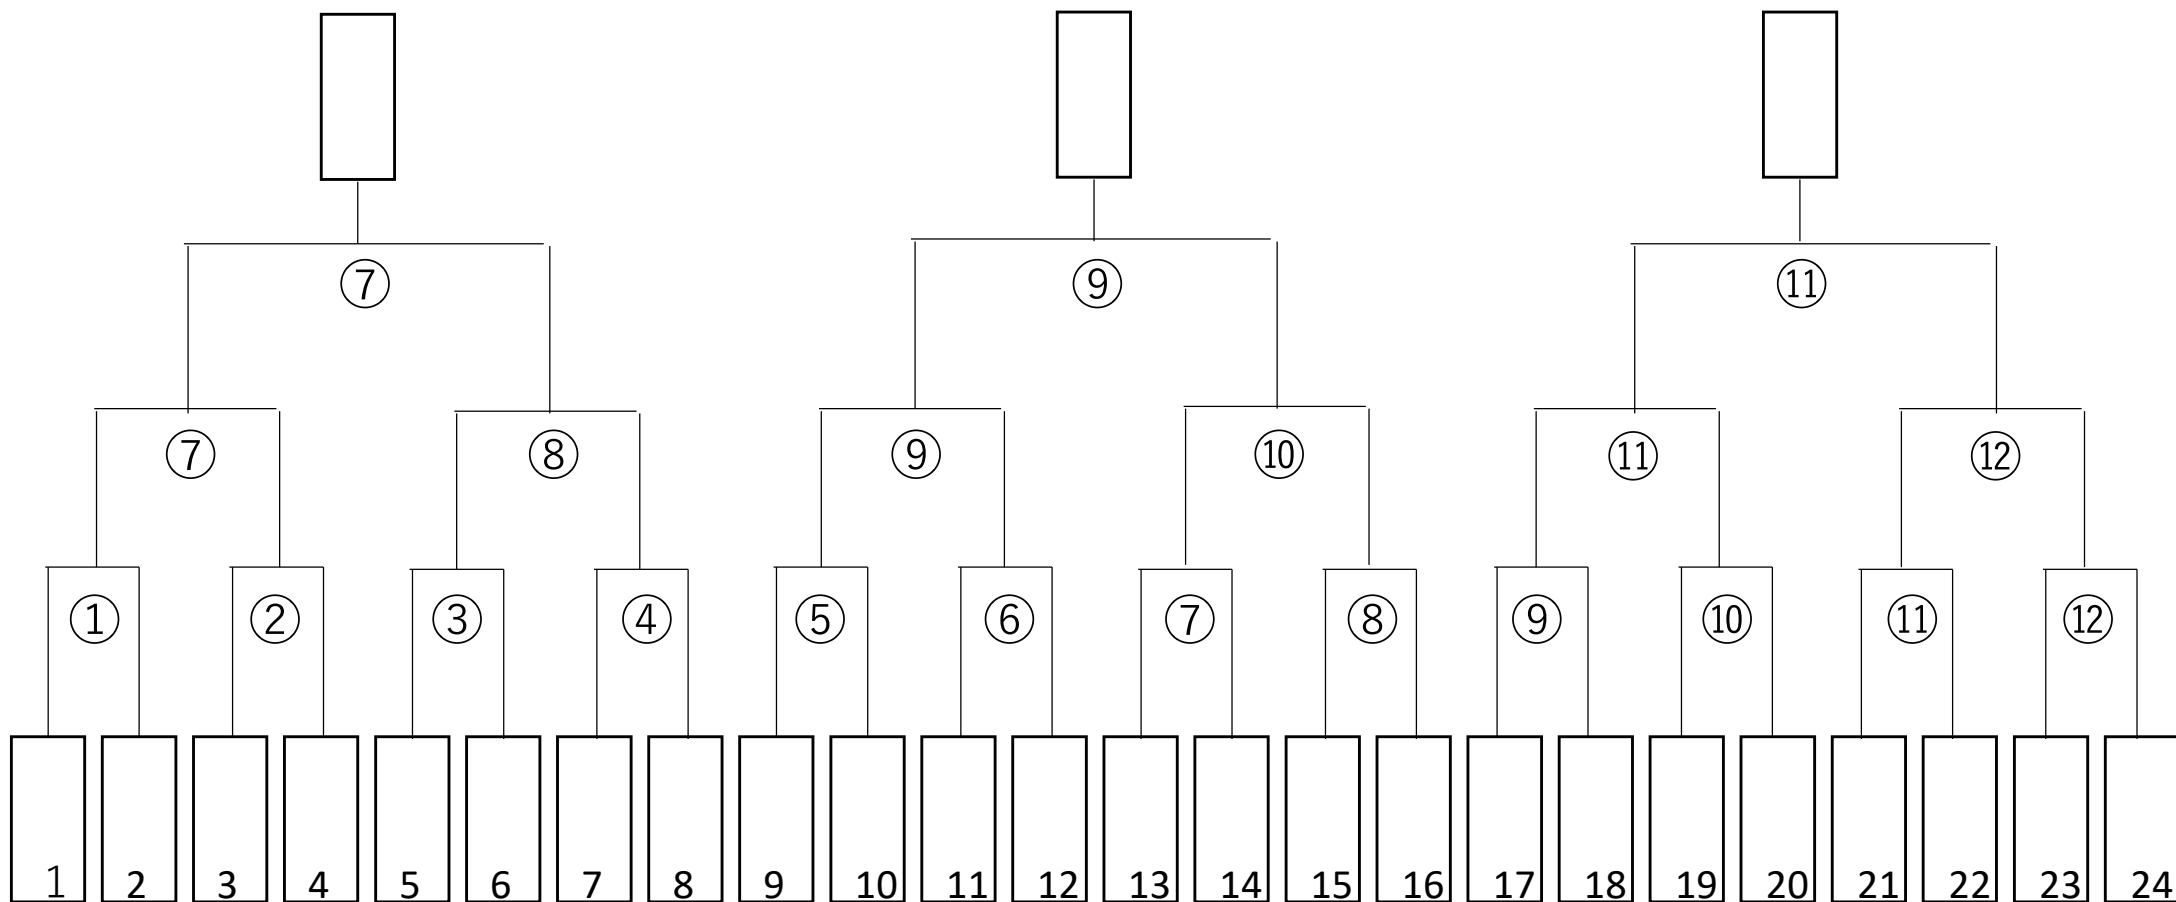 ⑦ ⑨ ⑪
⑦ ⑧ ⑨ ⑩ ⑪ ⑫
① ② ③ ④ ⑤ ⑥ ⑦ ⑧ ⑨ ⑩ ⑪ ⑫
1 2 3 4 5 6 7 8 9 10 11 12 13 14 15 16 17 18 19 20 21 22 23 24